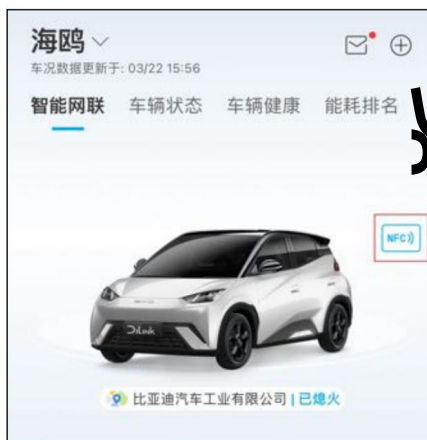 海鸥
车况数据更新于: 03/22 15:56
智能网联 车辆状态 车辆健康 能耗排名
NFC
DiLink
比亚迪汽车工业有限公司 | 已熄火